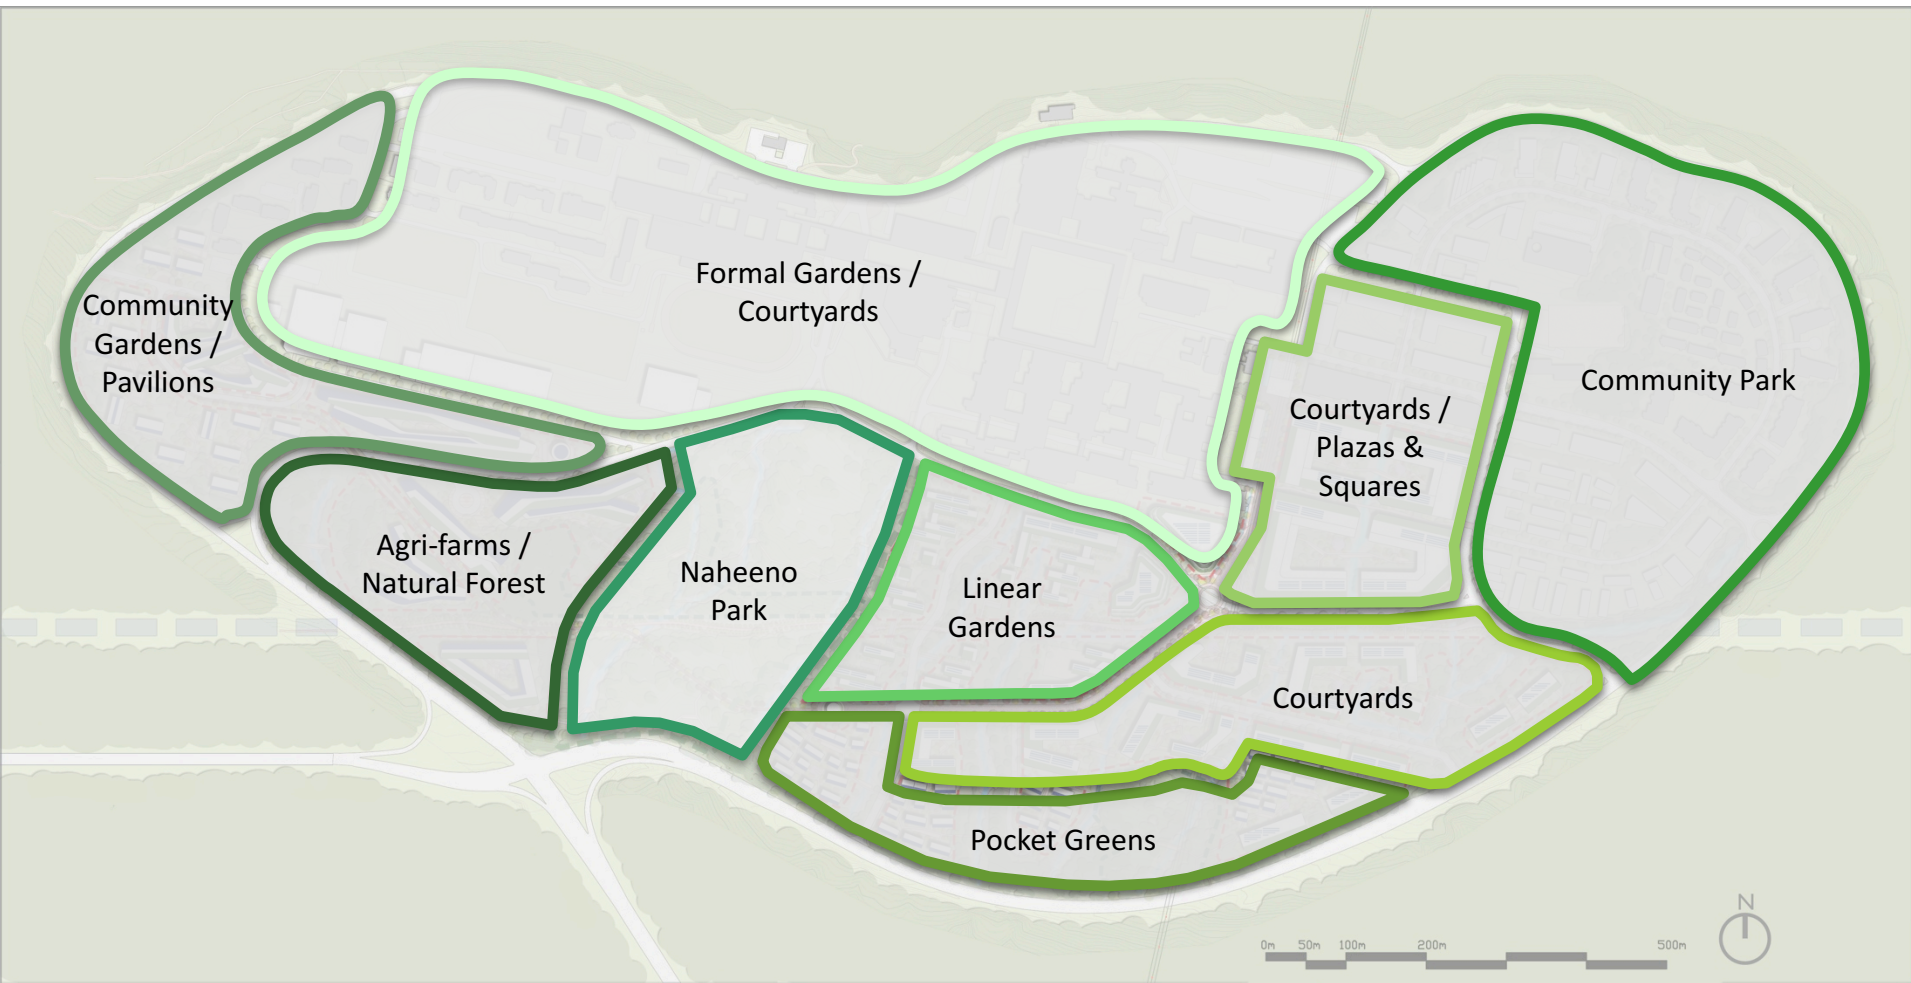 Formal Gardens /
Courtyards
Community
Gardens /
Pavilions
Community Park
Courtyards /
Plazas &
Squares
Agri-farms /
Natural Forest
Naheeno
Park
Linear
Gardens
Courtyards
Pocket Greens
N
0m 50m 100m 200m 500m